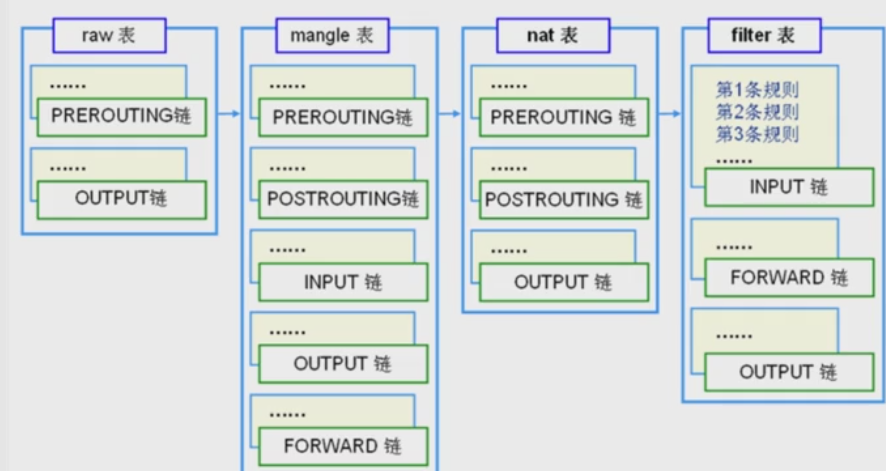 raw 表
......
PREROUTING链
......
OUTPUT链
mangle 表
......
PREROUTING链
......
POSTROUTING链
......
INPUT 链
......
OUTPUT 链
......
FORWARD 链
nat 表
......
PREROUTING 链
......
POSTROUTING 链
......
OUTPUT 链
filter 表
第1条规则
第2条规则
第3条规则
......
INPUT 链
......
FORWARD 链
......
OUTPUT 链